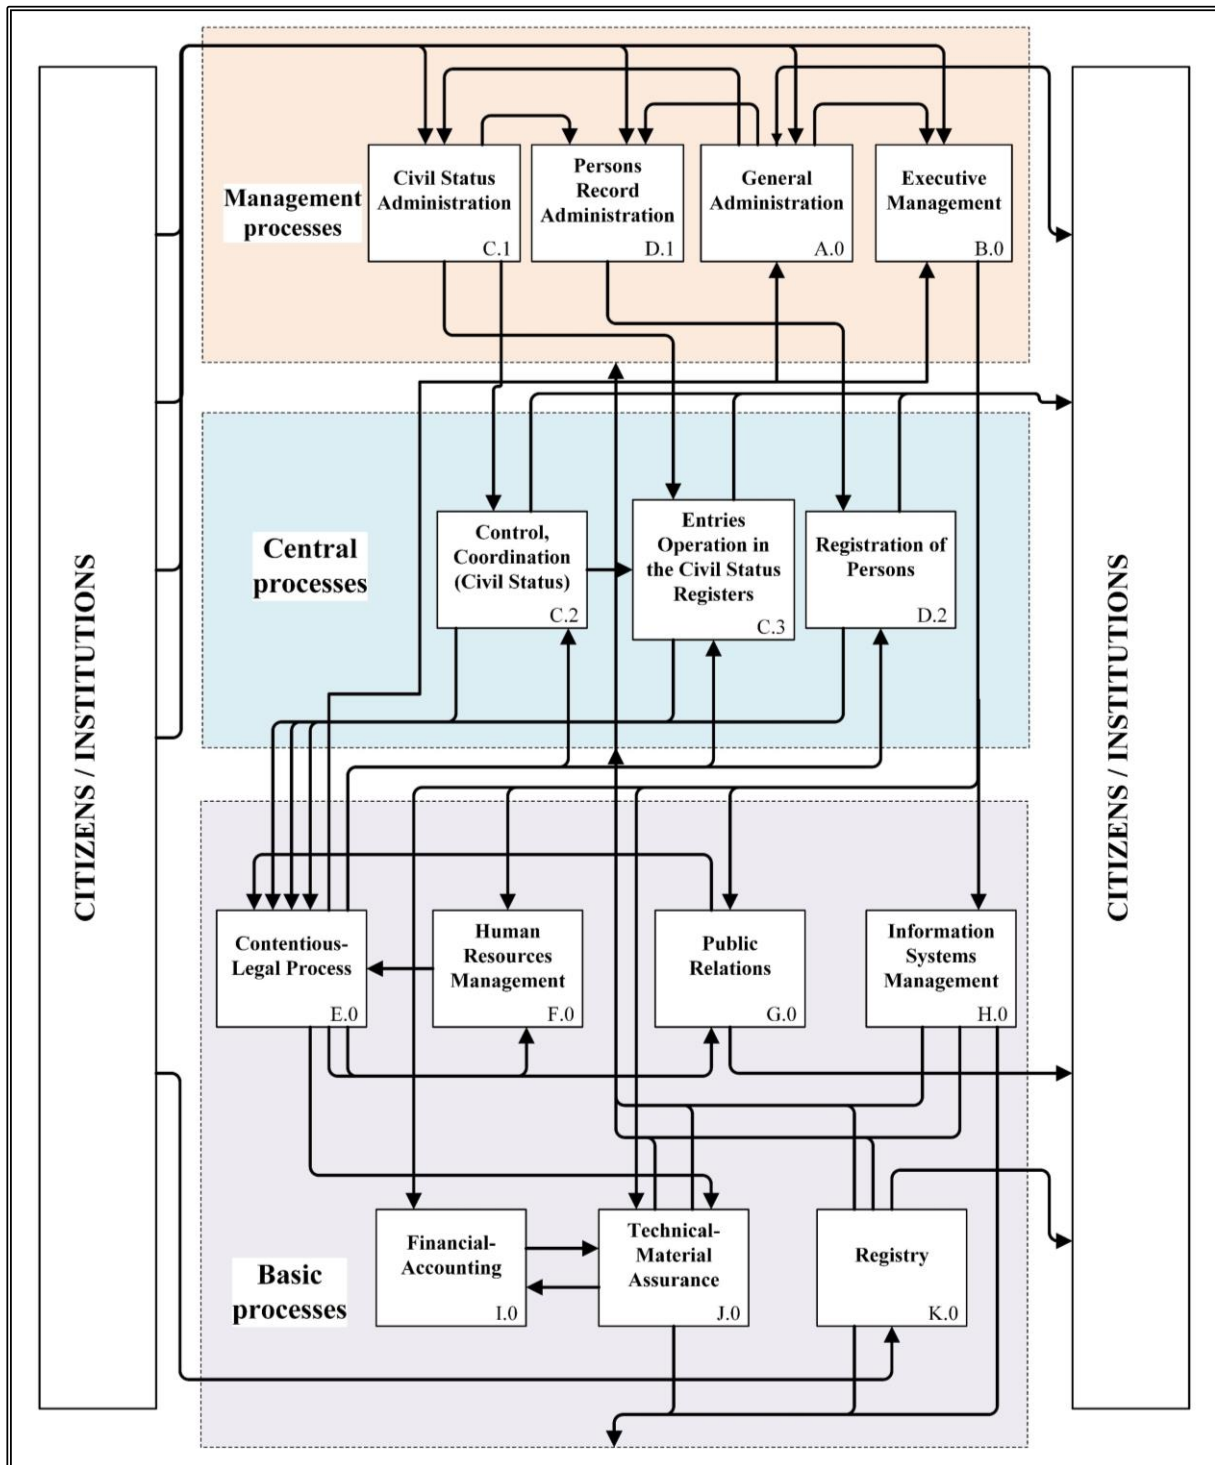 CITIZENS / INSTITUTIONS
Management
processes
Civil Status
Administration
C.1
Persons
Record
Administration
D.1
General
Administration
A.0
Executive
Management
B.0
CITIZENS / INSTITUTIONS
Central
processes
Control,
Coordination
(Civil Status)
C.2
Entries
Operation in
the Civil Status
Registers
C.3
Registration of
Persons
D.2
Contentious-
Legal Process
E.0
Human
Resources
Management
F.0
Public
Relations
G.0
Information
Systems
Management
H.0
Basic
processes
Financial-
Accounting
I.0
Technical-
Material
Assurance
J.0
Registry
K.0